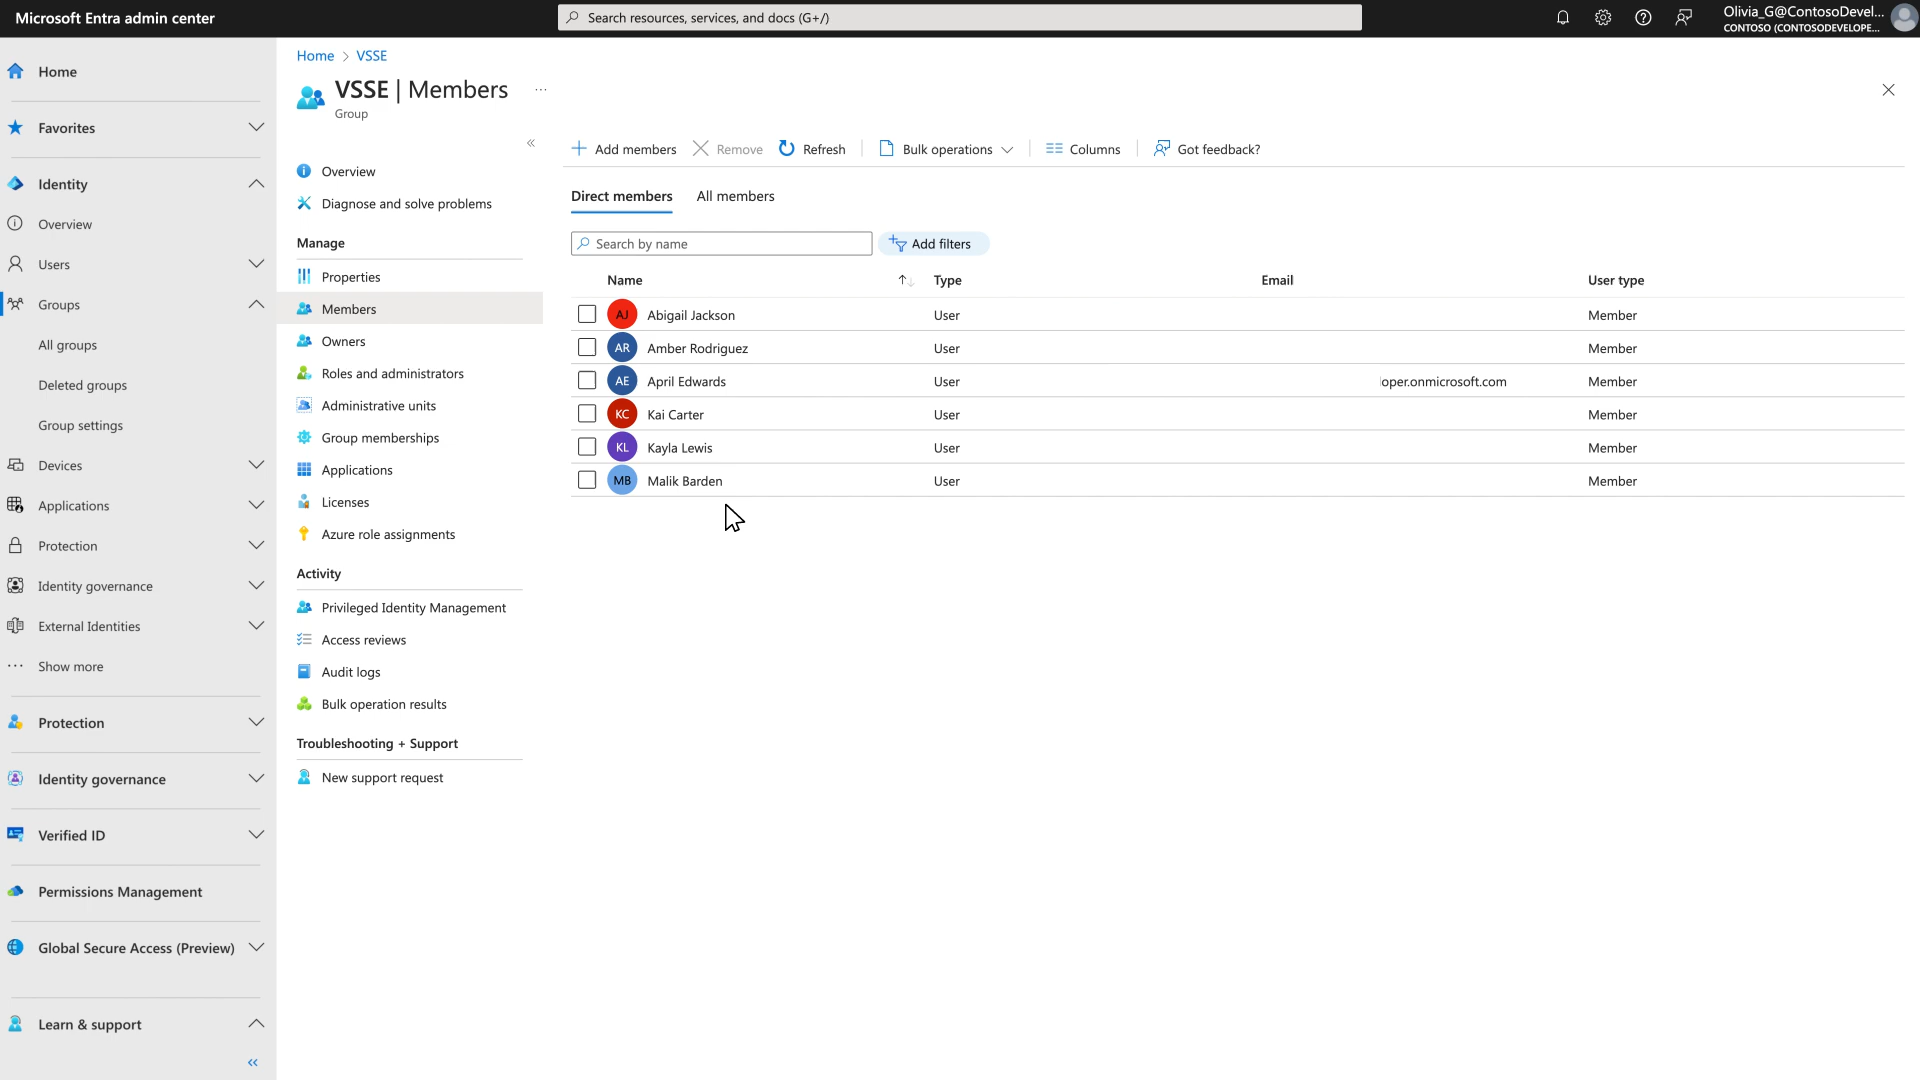 Microsoft Entra admin center
Search resources, services, and docs (G+/)
Olivia_G@ContosoDevel...
CONTOSO (CONTOSODEVELOPE...
Home
Favorites
Identity
Overview
Users
Groups
All groups
Deleted groups
Group settings
Devices
Applications
Protection
Identity governance
External Identities
Show more
Protection
Identity governance
Verified ID
Permissions Management
Global Secure Access (Preview)
Learn & support
Home > VSSE
VSSE | Members
Group
Overview
Diagnose and solve problems
Manage
Properties
Members
Owners
Roles and administrators
Administrative units
Group memberships
Applications
Licenses
Azure role assignments
Activity
Privileged Identity Management
Access reviews
Audit logs
Bulk operation results
Troubleshooting + Support
New support request
Add members Remove Refresh Bulk operations Columns Got feedback?
Direct members All members
Search by name Add filters
Name Type Email User type
AJ Abigail Jackson User Member
AR Amber Rodriguez User Member
AE April Edwards User loper.onmicrosoft.com Member
KC Kai Carter User Member
KL Kayla Lewis User Member
MB Malik Barden User Member